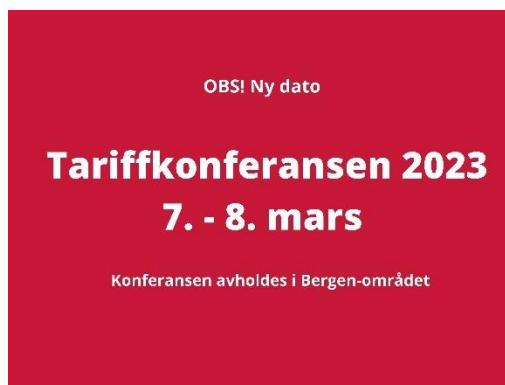 OBS! Ny dato
Tariffkonferansen 2023
7. - 8. mars
Konferansen avholdes i Bergen-området